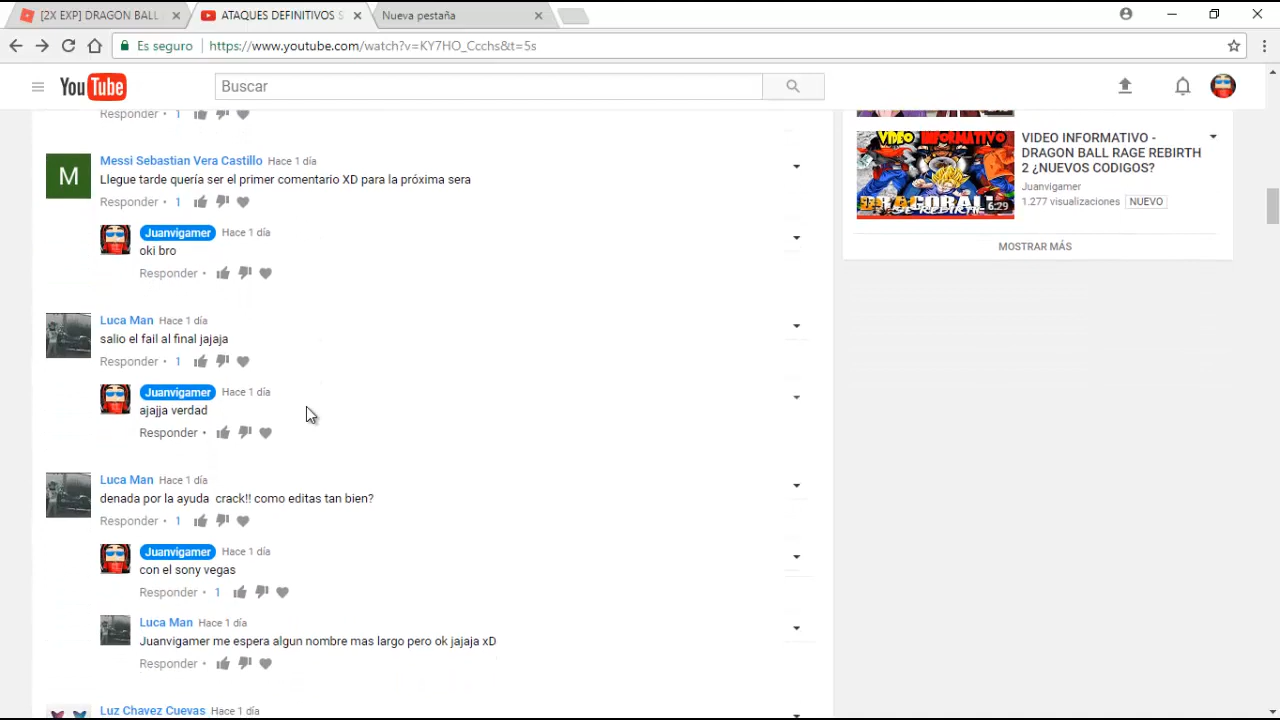 [2X EXP] DRAGON BALL
ATAQUES DEFINITIVOS S
Nueva pestaña
Es seguro
https://www.youtube.com/watch?v=KY7HO_Ccchs&t=5s
YouTube
Buscar
Responder • 1
Messi Sebastian Vera Castillo Hace 1 día
Llegue tarde quería ser el primer comentario XD para la próxima sera
Responder • 1
Juanvigamer Hace 1 día
oki bro
Responder •
Luca Man Hace 1 día
salio el fail al final jajaja
Responder • 1
Juanvigamer Hace 1 día
ajajja verdad
Responder •
Luca Man Hace 1 día
denada por la ayuda crack!! como editas tan bien?
Responder • 1
Juanvigamer Hace 1 día
con el sony vegas
Responder • 1
Luca Man Hace 1 día
Juanvigamer me espera algun nombre mas largo pero ok jajaja xD
Responder •
Luz Chavez Cuevas Hace 1 día
M
VIDEO INFORMATIVO
6:29
VIDEO INFORMATIVO -
DRAGON BALL RAGE REBIRTH
2 ¿NUEVOS CODIGOS?
Juanvigamer
1.277 visualizaciones NUEVO
MOSTRAR MÁS